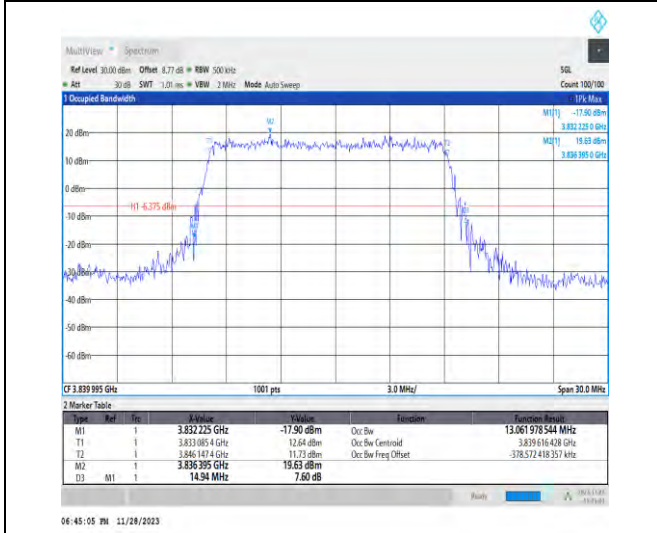 MultiView Spectrum
Ref Level 30.00 dBm Offset 8.77 dB RBW 500 kHz SGL
Att 30 dB SWT 1.01 ms VBW 2 MHz Mode Auto Sweep Count 100/100
1 Occupied Bandwidth 1Pk Max
M1[1] -17.90 dBm
3.832 225 0 GHz
M2[1] 19.63 dBm
3.836 395 0 GHz
M2
20 dBm
T2
10 dBm
0 dBm
H1 -6.375 dBm
-10 dBm
-20 dBm
-30 dBm
-40 dBm
-50 dBm
-60 dBm
CF 3.839 995 GHz 1001 pts 3.0 MHz/ Span 30.0 MHz
2 Marker Table
Type Ref Trc X-Value Y-Value Function Function Result
M1 1 3.832 225 GHz -17.90 dBm Occ Bw 13.061 978 544 MHz
T1 1 3.833 085 4 GHz 12.64 dBm Occ Bw Centroid 3.839 616 428 GHz
T2 1 3.846 147 4 GHz 11.73 dBm Occ Bw Freq Offset -378.572 418 357 kHz
M2 1 3.836 395 GHz 19.63 dBm
D3 M1 1 14.94 MHz 7.60 dB
Ready
06:45:05 PM 11/28/2023